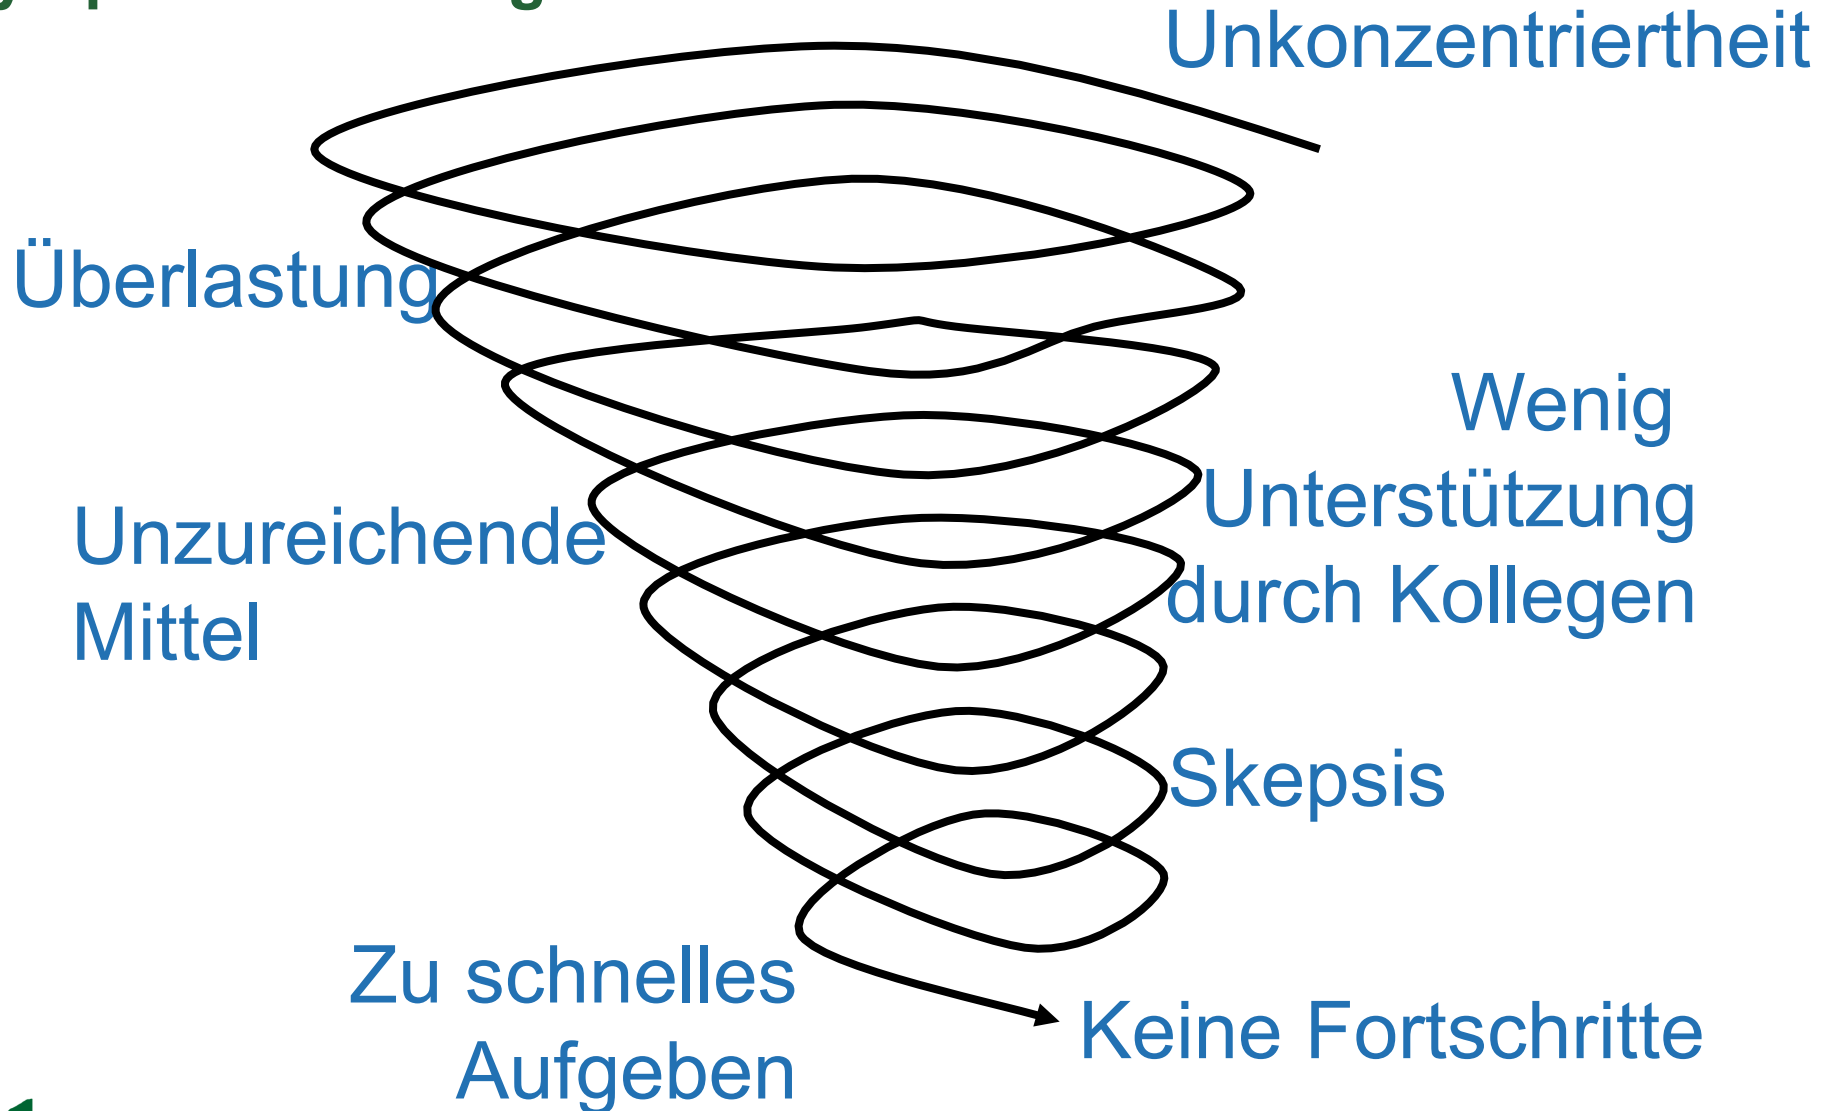 Unkonzentriertheit
Überlastung
Wenig
Unterstützung
durch Kollegen
Unzureichende
Mittel
Skepsis
Zu schnelles
Aufgeben
Keine Fortschritte